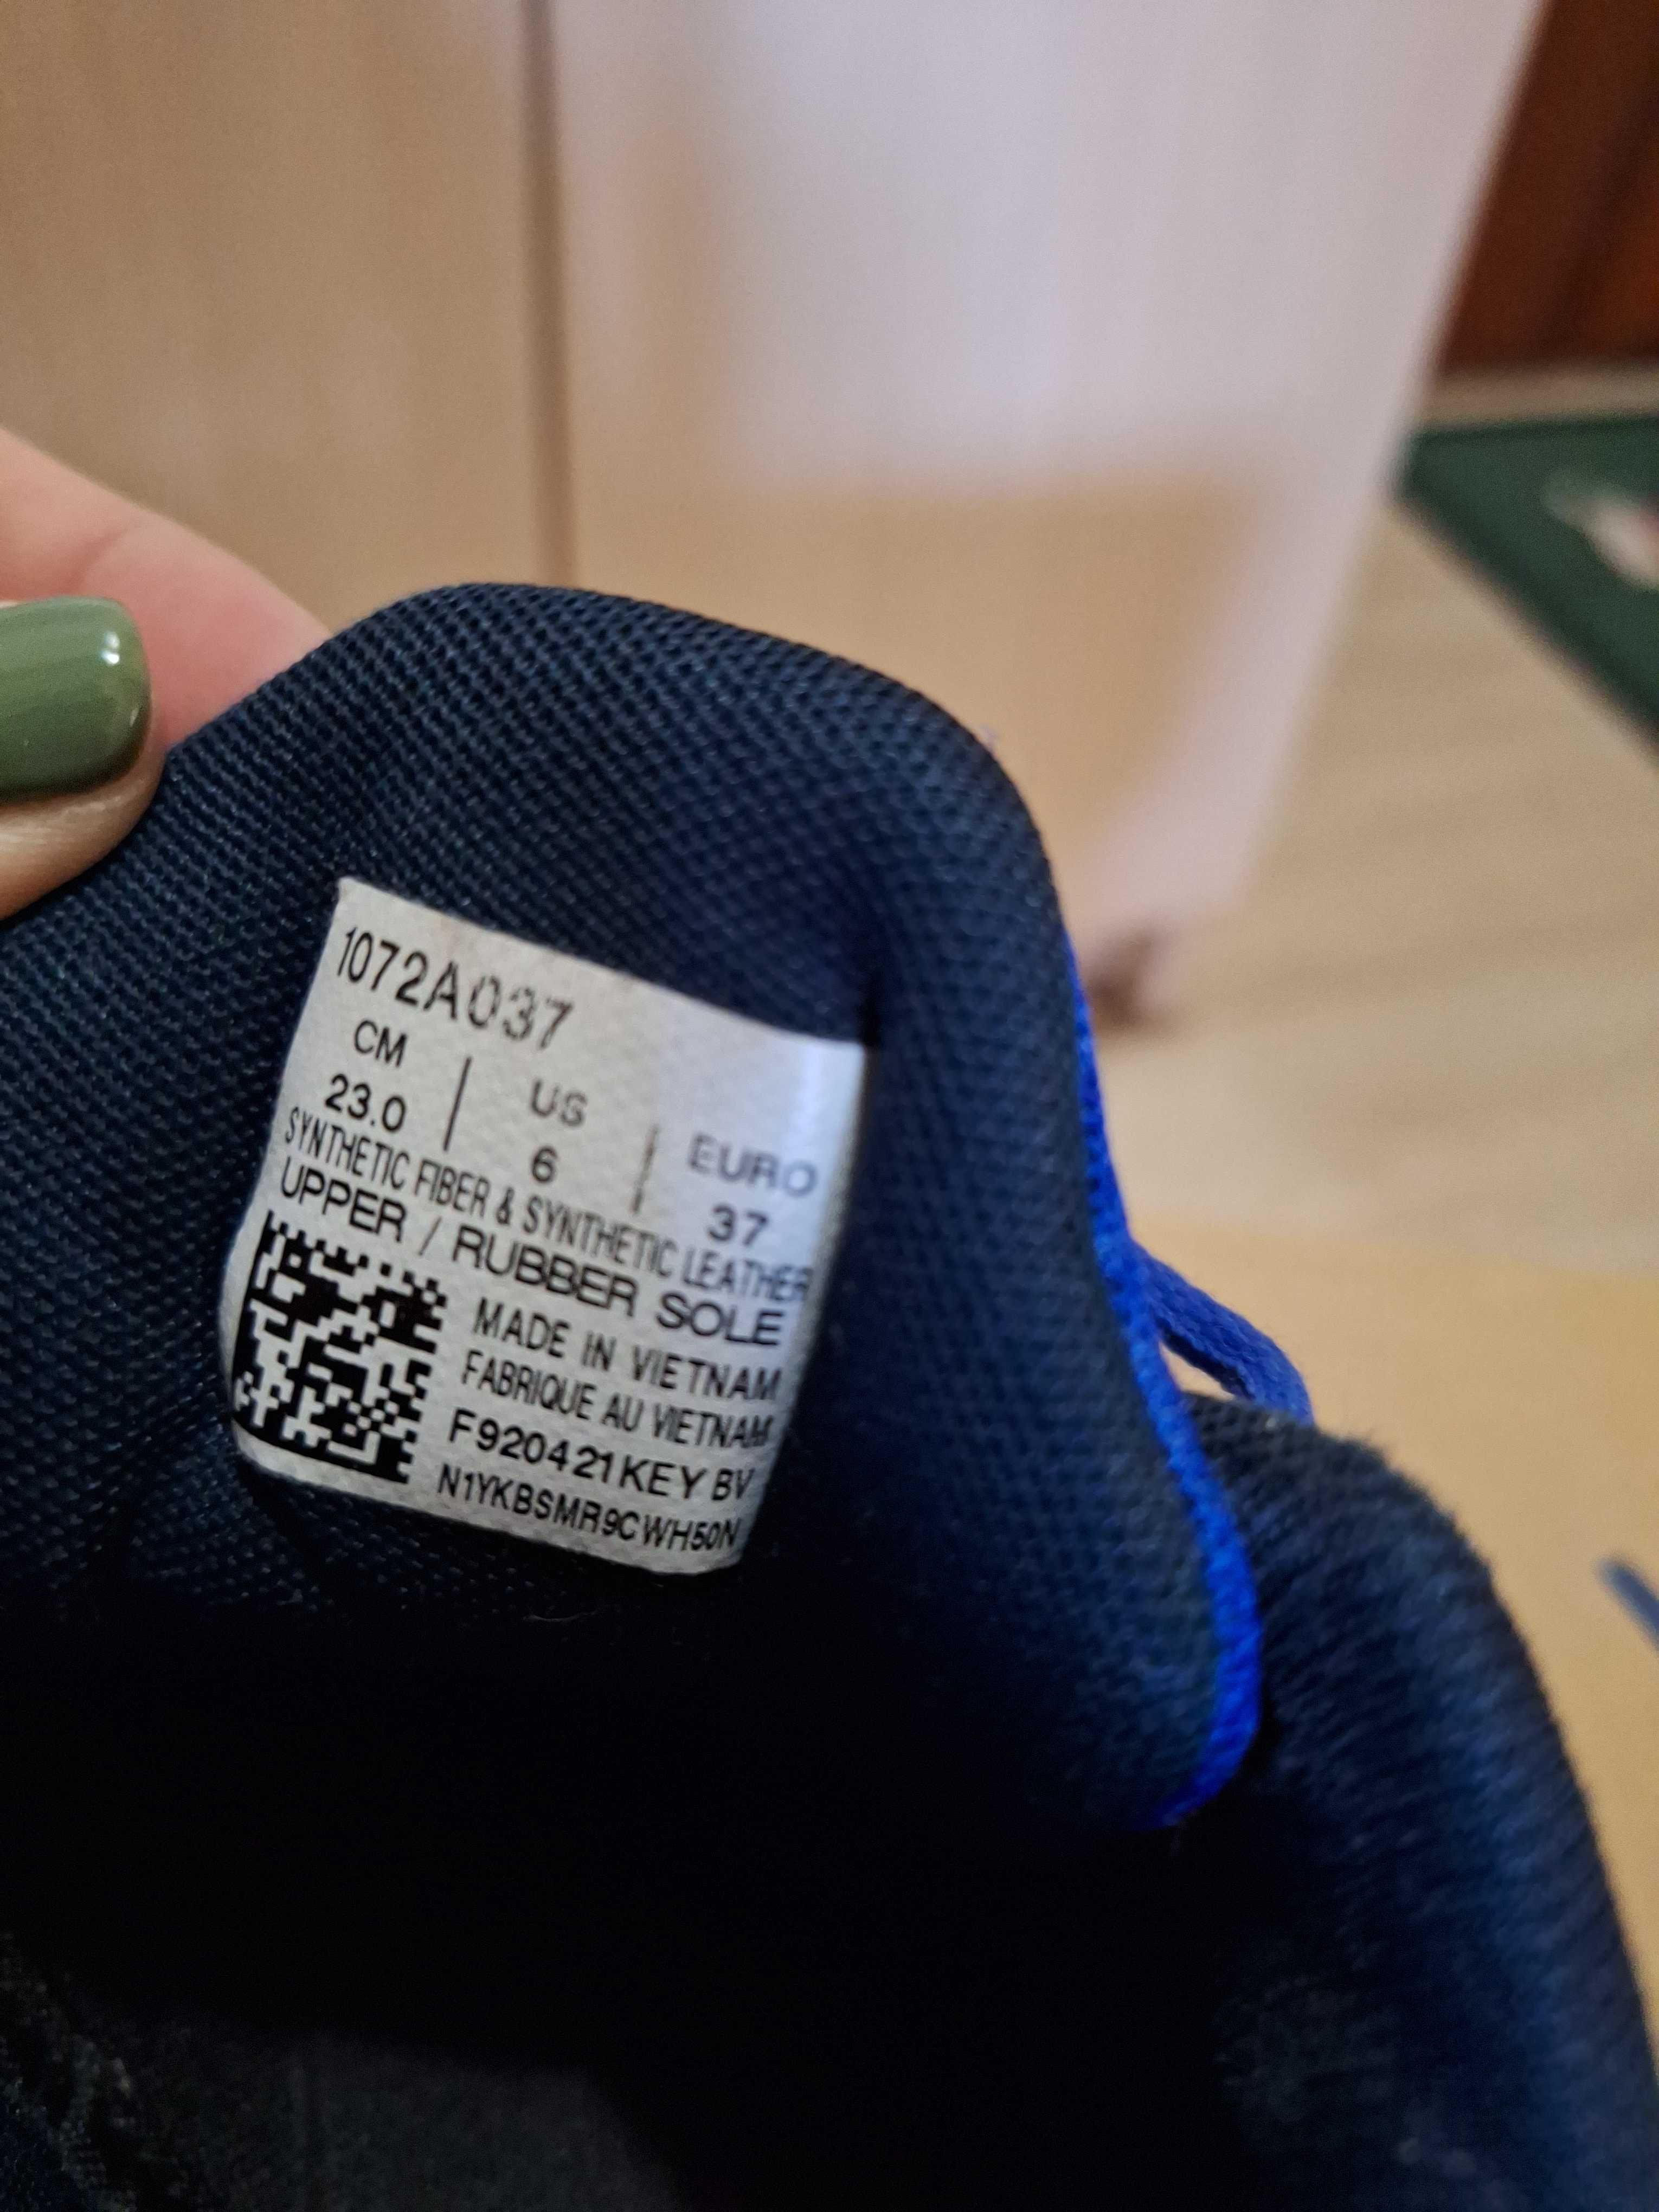 1072A037
CM | US | EURO
23.0 | 6 | 37
SYNTHETIC FIBER & SYNTHETIC LEATHER
UPPER / RUBBER SOLE
MADE IN VIETNAM
FABRIQUE AU VIETNAM
F920421KEY BV
N1YKBSMR9CWH50N